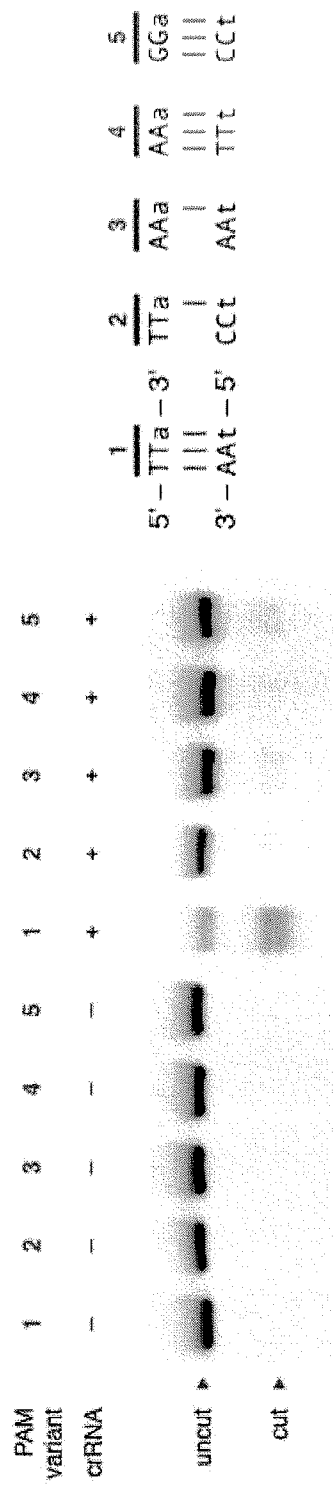 PAM variant 1 2 3 4 5 1 2 3 4 5
crRNA – – – – – + + + + +
uncut
cut
1 2 3 4 5
5' – TTa – 3' TTa AAa AAa GGa
3' – AAt – 5' CCt AAt TTt CCt